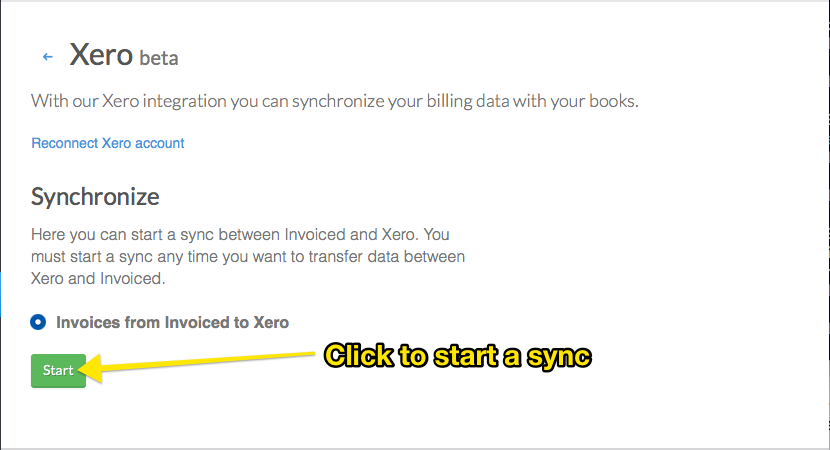 ← Xero beta
With our Xero integration you can synchronize your billing data with your books.
Reconnect Xero account
Synchronize
Here you can start a sync between Invoiced and Xero. You
must start a sync any time you want to transfer data between
Xero and Invoiced.
Invoices from Invoiced to Xero
Click to start a sync
Start